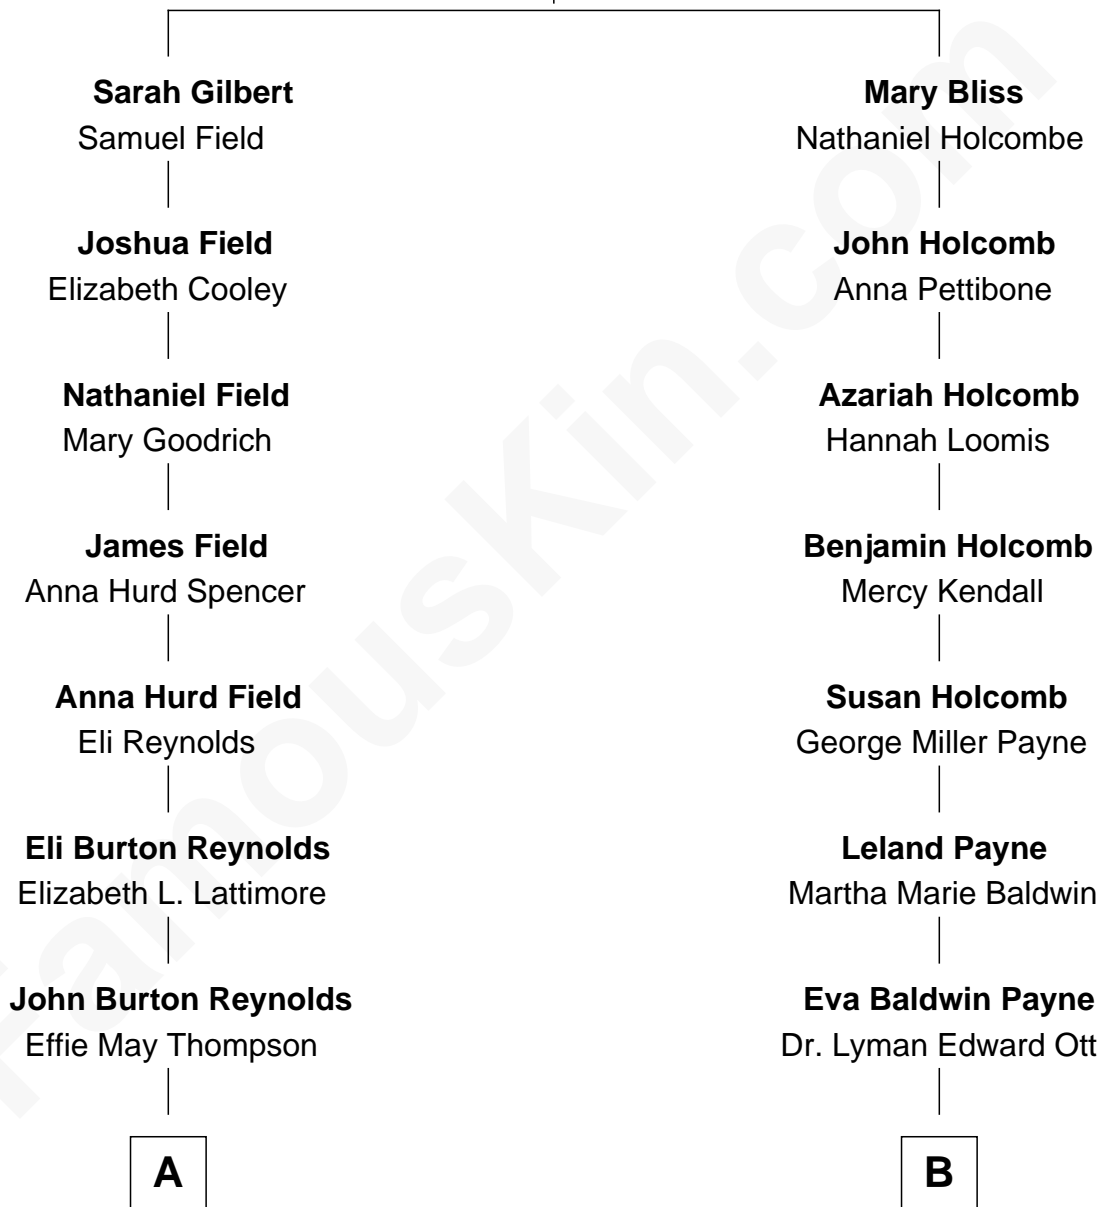 Sarah Gilbert
Samuel Field
Joshua Field
Elizabeth Cooley
Nathaniel Field
Mary Goodrich
James Field
Anna Hurd Spencer
Anna Hurd Field
Eli Reynolds
Eli Burton Reynolds
Elizabeth L. Lattimore
John Burton Reynolds
Effie May Thompson
A
Mary Bliss
Nathaniel Holcombe
John Holcomb
Anna Pettibone
Azariah Holcomb
Hannah Loomis
Benjamin Holcomb
Mercy Kendall
Susan Holcomb
George Miller Payne
Leland Payne
Martha Marie Baldwin
Eva Baldwin Payne
Dr. Lyman Edward Ott
B
FamousKin.com